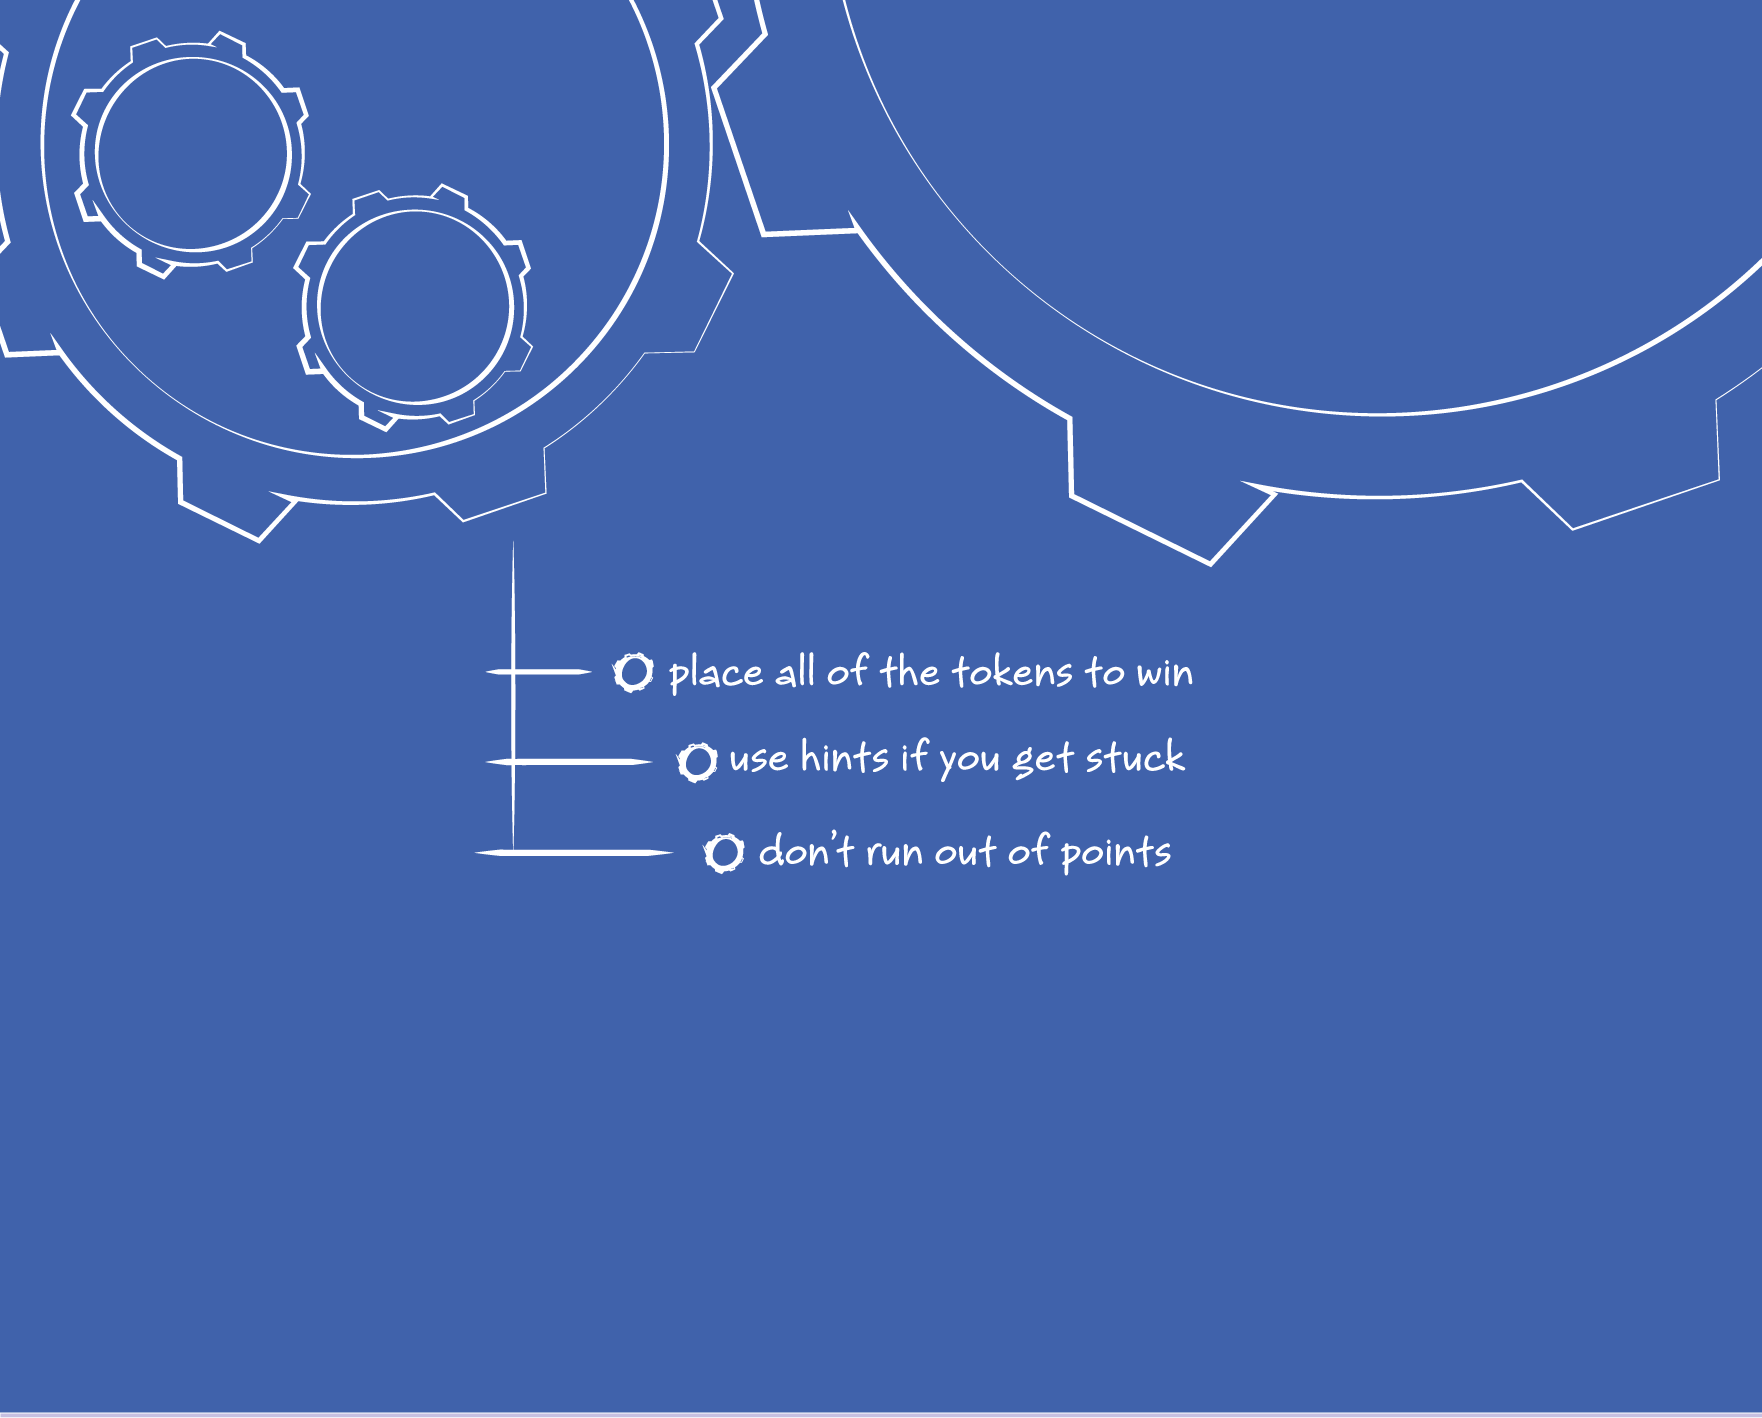 place all of the tokens to win
use hints if you get stuck
don't run out of points